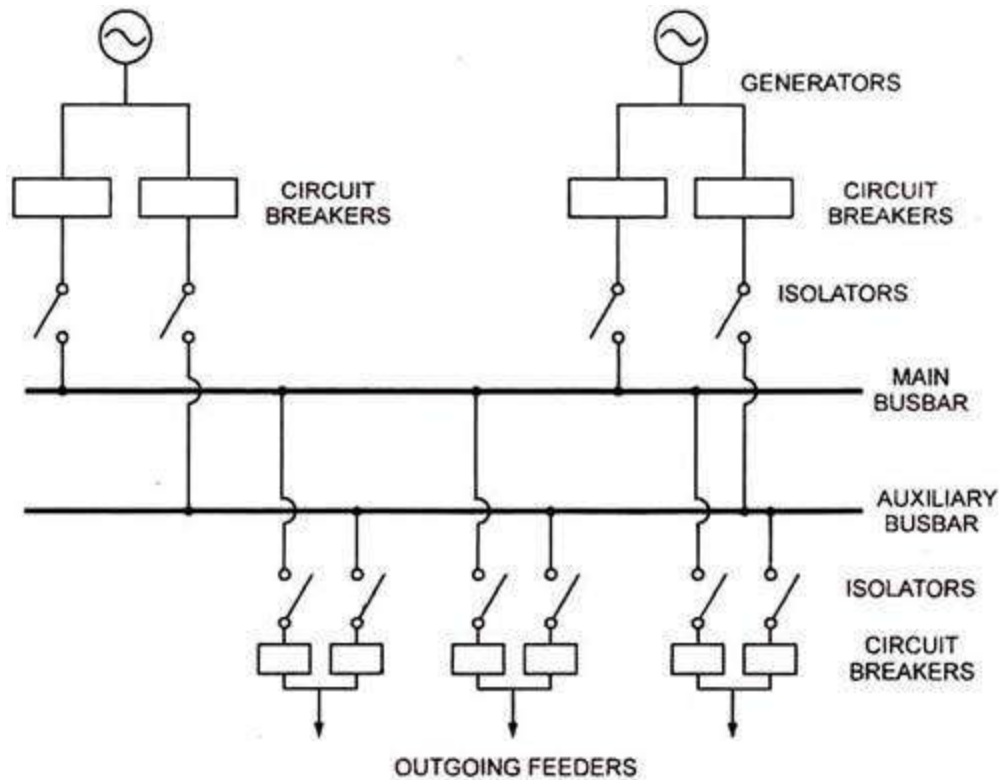 GENERATORS
CIRCUIT
BREAKERS
CIRCUIT
BREAKERS
ISOLATORS
MAIN
BUSBAR
AUXILIARY
BUSBAR
ISOLATORS
CIRCUIT
BREAKERS
OUTGOING FEEDERS